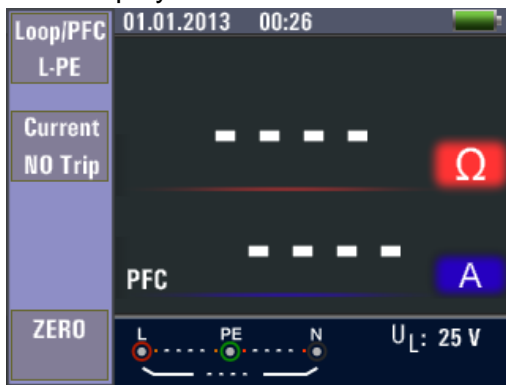 01.01.2013 00:26
Loop/PFC
L-PE
Current
NO Trip
- - - -
Ω
- - - -
PFC
A
ZERO
L PE N
UL: 25 V